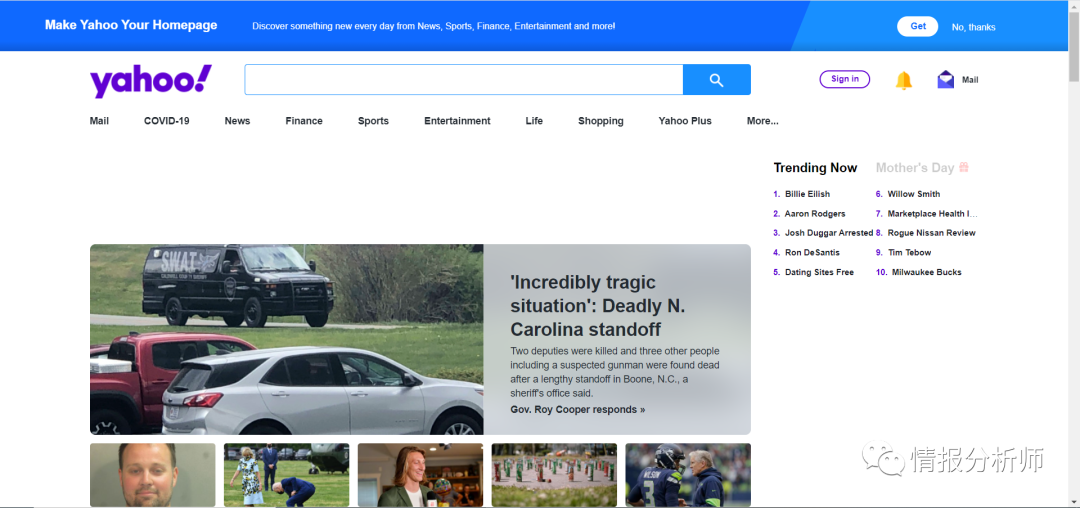 Make Yahoo Your Homepage
Discover something new every day from News, Sports, Finance, Entertainment and more!
Get
No, thanks
yahoo!
Sign in
Mail
Mail COVID-19 News Finance Sports Entertainment Life Shopping Yahoo Plus More...
Trending Now
Mother's Day
1. Billie Eilish
2. Aaron Rodgers
3. Josh Duggar Arrested
4. Ron DeSantis
5. Dating Sites Free
6. Willow Smith
7. Marketplace Health I...
8. Rogue Nissan Review
9. Tim Tebow
10. Milwaukee Bucks
SWAT
'Incredibly tragic
situation': Deadly N.
Carolina standoff
Two deputies were killed and three other people
including a suspected gunman were found dead
after a lengthy standoff in Boone, N.C., a
sheriff's office said.
Gov. Roy Cooper responds »
WILSON
3
情报分析师